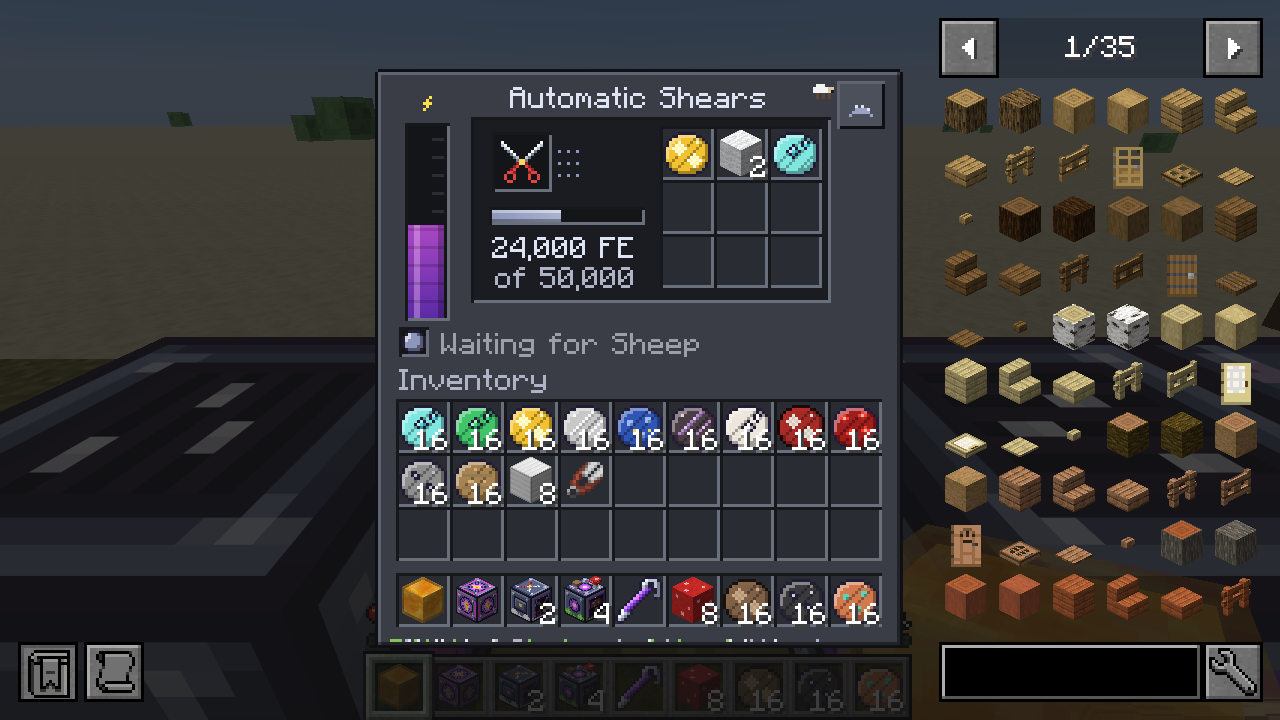 1/35
Automatic Shears
2
24,000 FE
of 50,000
Waiting for Sheep
Inventory
16 16 16 16 16 16 16 16 16
16 16 8
2 4 8 16 16 16
2 4 8 16 16 16